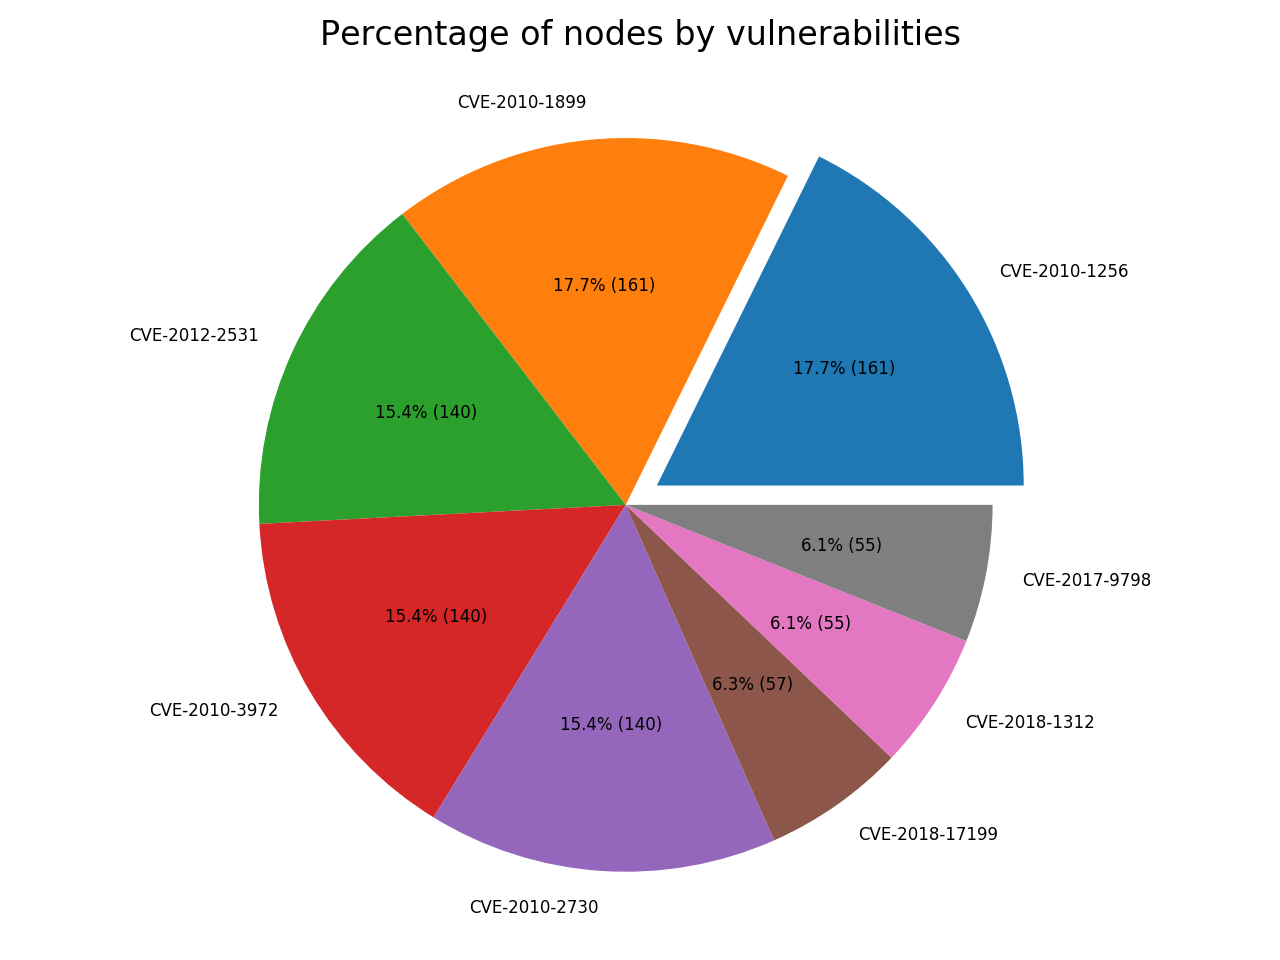 Percentage of nodes by vulnerabilities
CVE-2010-1899
CVE-2010-1256
17.7% (161)
CVE-2012-2531
17.7% (161)
15.4% (140)
6.1% (55)
CVE-2017-9798
15.4% (140)
6.1% (55)
6.3% (57)
CVE-2010-3972
15.4% (140)
CVE-2018-1312
CVE-2018-17199
CVE-2010-2730